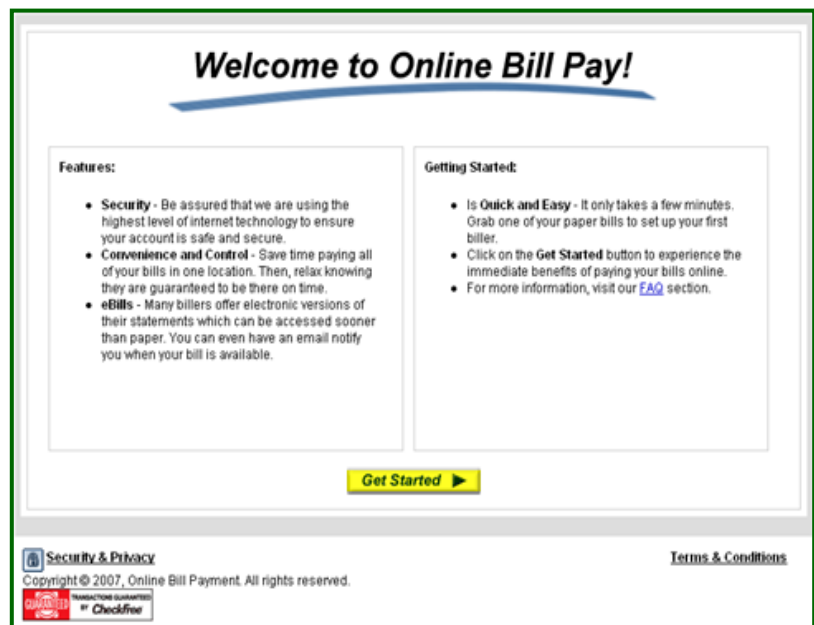 Welcome to Online Bill Pay!
Features:
• Security - Be assured that we are using the
highest level of internet technology to ensure
your account is safe and secure.
• Convenience and Control - Save time paying all
of your bills in one location. Then, relax knowing
they are guaranteed to be there on time.
• eBills - Many billers offer electronic versions of
their statements which can be accessed sooner
than paper. You can even have an email notify
you when your bill is available.
Getting Started:
• Is Quick and Easy - It only takes a few minutes.
Grab one of your paper bills to set up your first
biller.
• Click on the Get Started button to experience the
immediate benefits of paying your bills online.
• For more information, visit our FAQ section.
Get Started
Security & Privacy
Terms & Conditions
Copyright © 2007, Online Bill Payment. All rights reserved.
GUARANTEED
TRANSACTIONS GUARANTEED
BY Checkfree